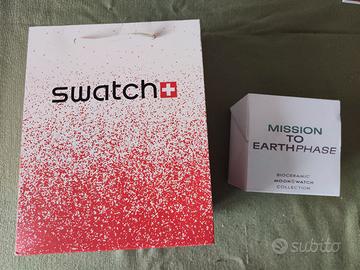 swatch
MISSION
TO
EARTHPHASE
BIOCERAMIC
MOONSWATCH
COLLECTION
subito